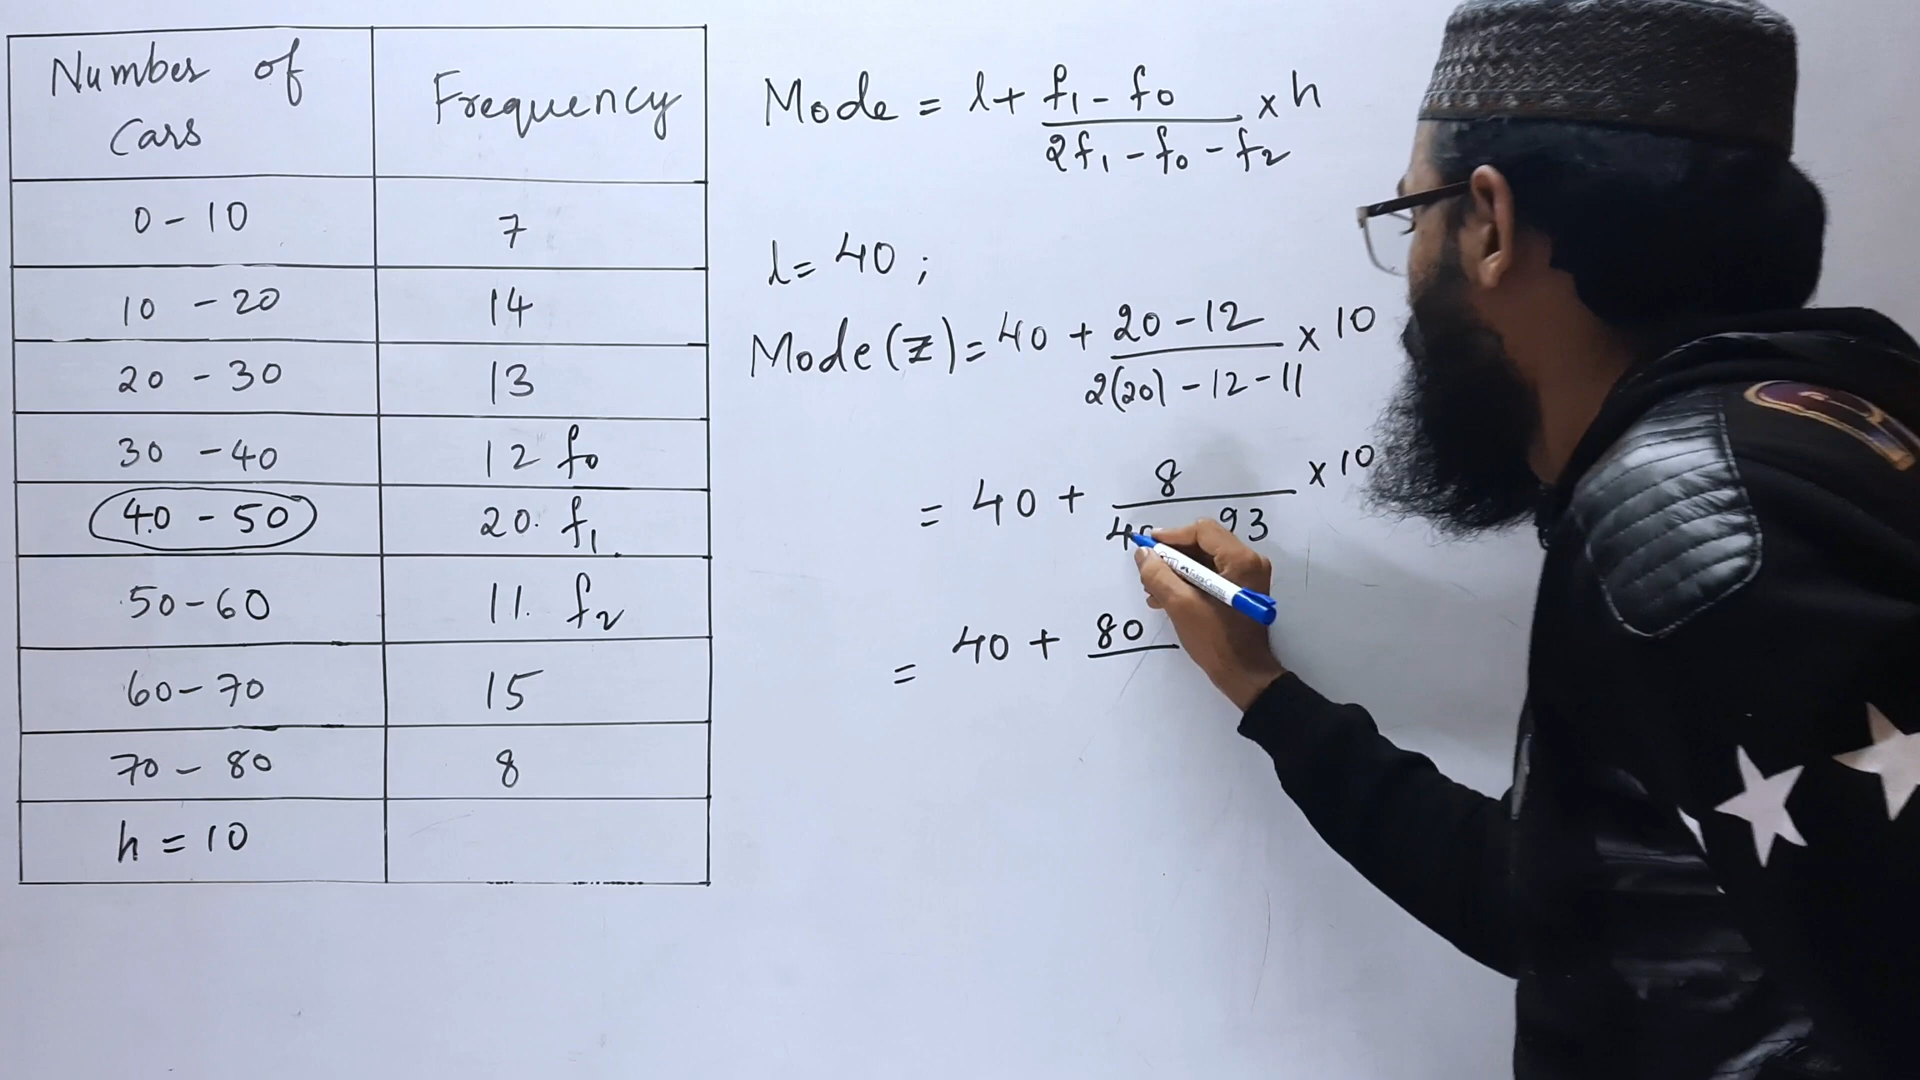 Number of Cars | Frequency
0 - 10 | 7
10 - 20 | 14
20 - 30 | 13
30 - 40 | 12 f₀
40 - 50 | 20. f₁
50 - 60 | 11. f₂
60 - 70 | 15
70 - 80 | 8
h = 10
Mode = l + f₁ - f₀ / 2f₁ - f₀ - f₂ × h
l = 40 ;
Mode (Z) = 40 + 20 - 12 / 2(20) - 12 - 11 × 10
= 40 + 8 / 40 93 × 10
= 40 + 80